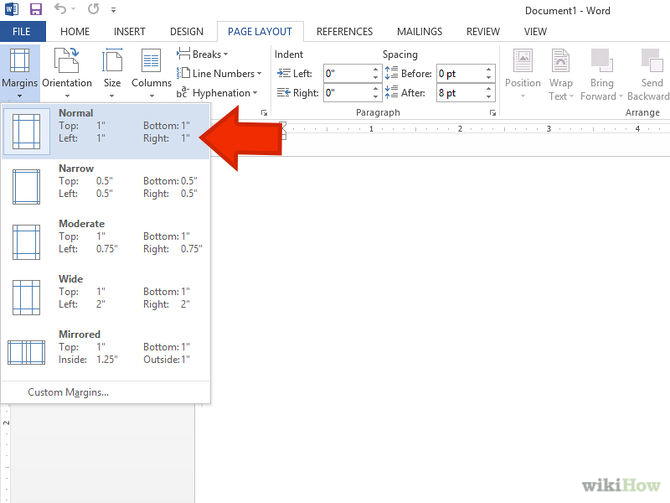 Document1 - Word
FILE HOME INSERT DESIGN PAGE LAYOUT REFERENCES MAILINGS REVIEW VIEW
Margins Orientation Size Columns
Breaks
Line Numbers
Hyphenation
Indent
Left: 0"
Right: 0"
Spacing
Before: 0 pt
After: 8 pt
Paragraph
Position Wrap Text Bring Forward Send Backward
Arrange
Normal
Top: 1" Bottom: 1"
Left: 1" Right: 1"
Narrow
Top: 0.5" Bottom: 0.5"
Left: 0.5" Right: 0.5"
Moderate
Top: 1" Bottom: 1"
Left: 0.75" Right: 0.75"
Wide
Top: 1" Bottom: 1"
Left: 2" Right: 2"
Mirrored
Top: 1" Bottom: 1"
Inside: 1.25" Outside: 1"
Custom Margins...
1 2 3 4
2
wikiHow